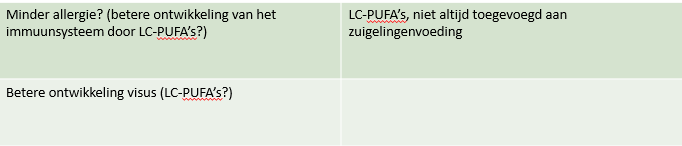 Minder allergie? (betere ontwikkeling van het
immuunsysteem door LC-PUFA's?)
LC-PUFA's, niet altijd toegevoegd aan
zuigelingenvoeding
Betere ontwikkeling visus (LC-PUFA's?)